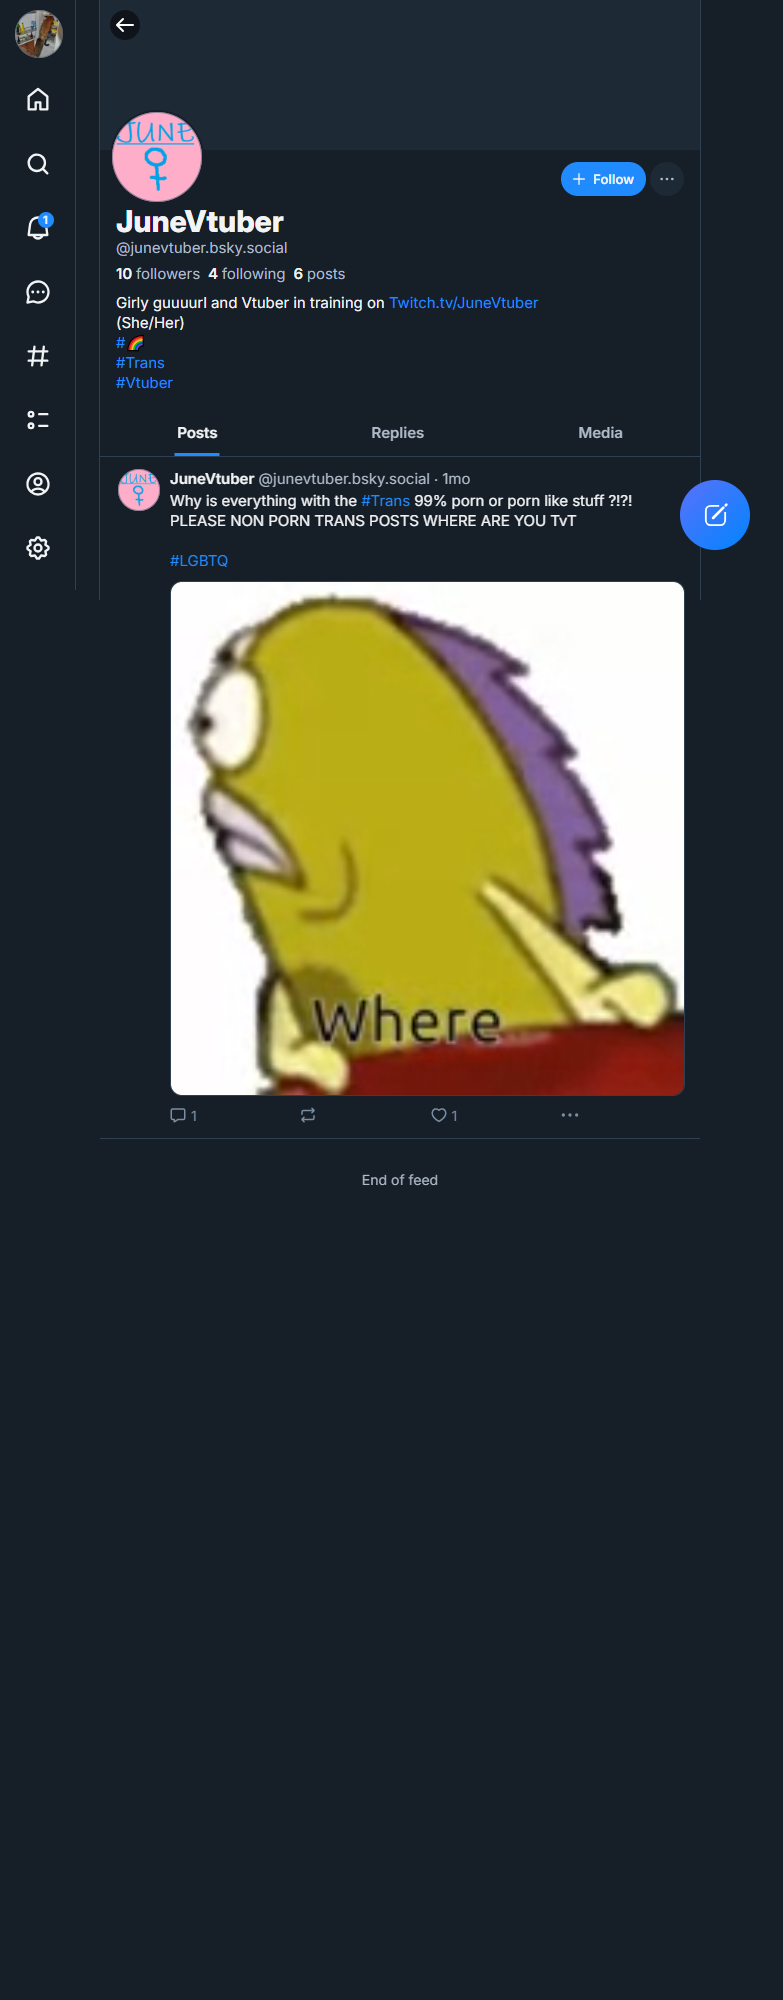 JUNE
Follow
JuneVtuber
@junevtuber.bsky.social
10 followers 4 following 6 posts
Girly guuuurl and Vtuber in training on Twitch.tv/JuneVtuber
(She/Her)
#🌈
#Trans
#Vtuber
Posts Replies Media
JUNE
JuneVtuber @junevtuber.bsky.social · 1mo
Why is everything with the #Trans 99% porn or porn like stuff ?!?!
PLEASE NON PORN TRANS POSTS WHERE ARE YOU TvT
#LGBTQ
Where
1 1
End of feed
1